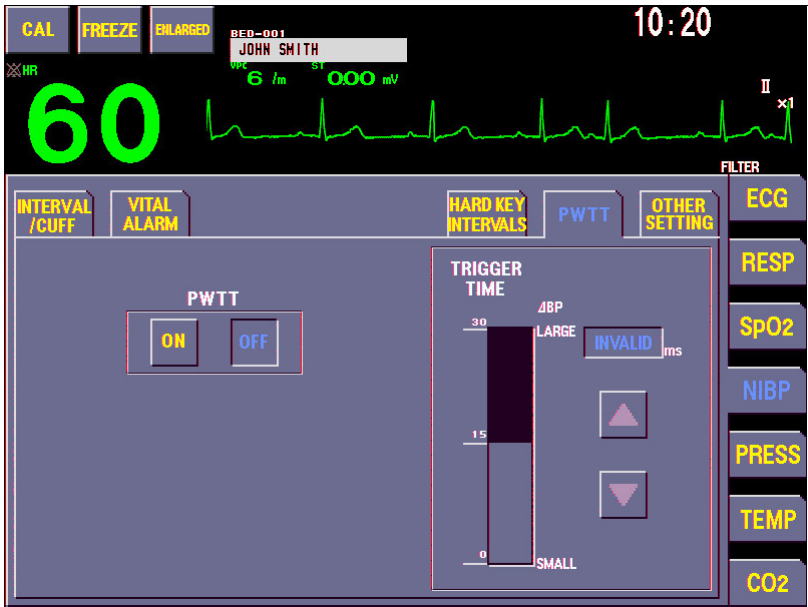 CAL
FREEZE
ENLARGED
BED-001
JOHN SMITH
10:20
HR
VPC
6 /m
ST
0.00 mV
60
II
×1
FILTER
INTERVAL
/CUFF
VITAL
ALARM
HARD KEY
INTERVALS
PWTT
OTHER
SETTING
ECG
RESP
SpO2
NIBP
PRESS
TEMP
CO2
PWTT
ON
OFF
TRIGGER
TIME
ΔBP
30
LARGE
INVALID
ms
15
0
SMALL